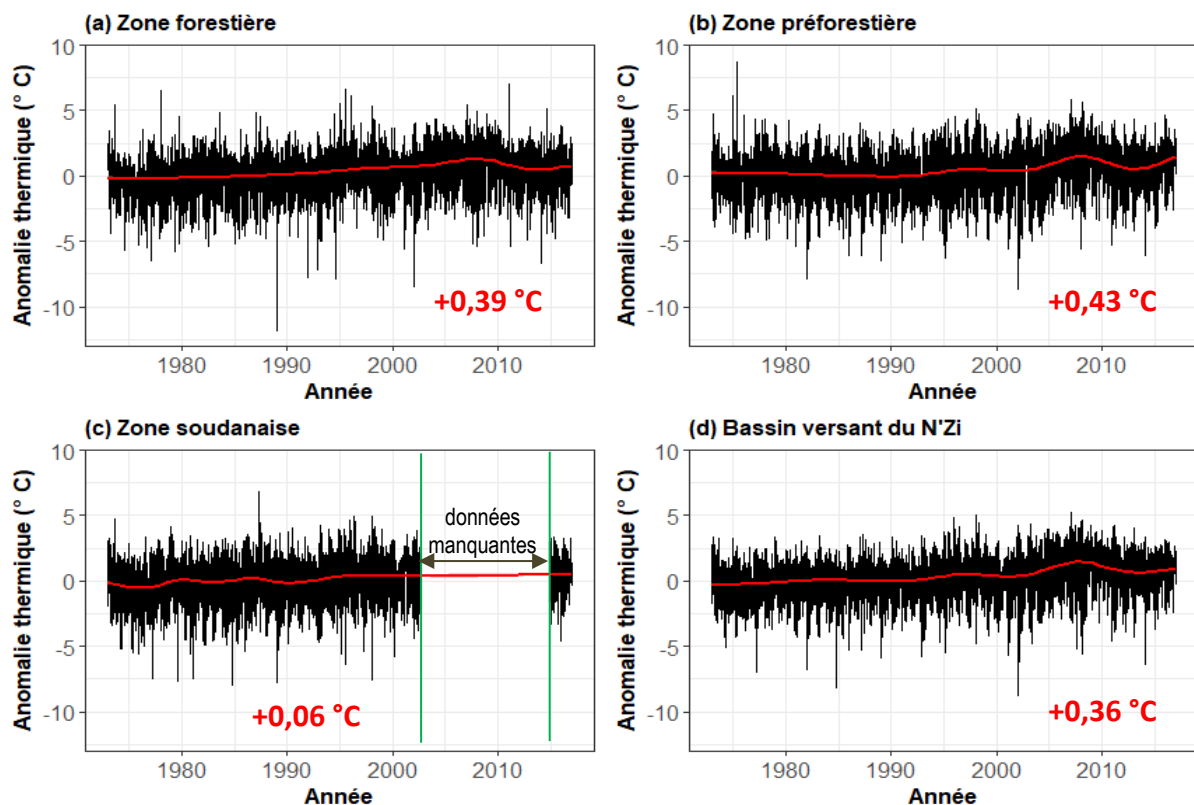 (a) Zone forestière
Anomalie thermique (° C)
10
5
0
-5
-10
+0,39 °C
1980 1990 2000 2010
Année
(b) Zone préforestière
Anomalie thermique (° C)
10
5
0
-5
-10
+0,43 °C
1980 1990 2000 2010
Année
(c) Zone soudanaise
Anomalie thermique (° C)
10
5
0
-5
-10
données
manquantes
+0,06 °C
1980 1990 2000 2010
Année
(d) Bassin versant du N'Zi
Anomalie thermique (° C)
10
5
0
-5
-10
+0,36 °C
1980 1990 2000 2010
Année